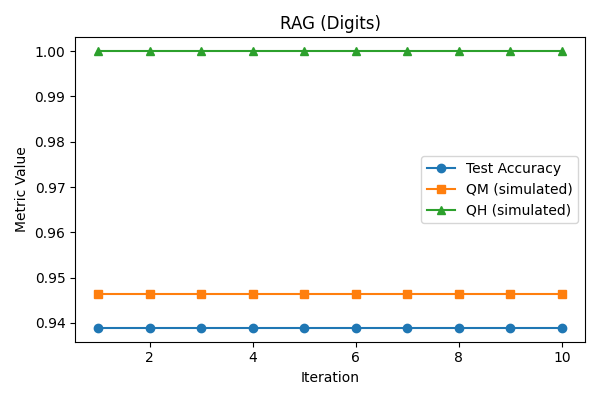 RAG (Digits)
Metric Value
1.00
0.99
0.98
0.97
0.96
0.95
0.94
Test Accuracy
QM (simulated)
QH (simulated)
2
4
6
8
10
Iteration